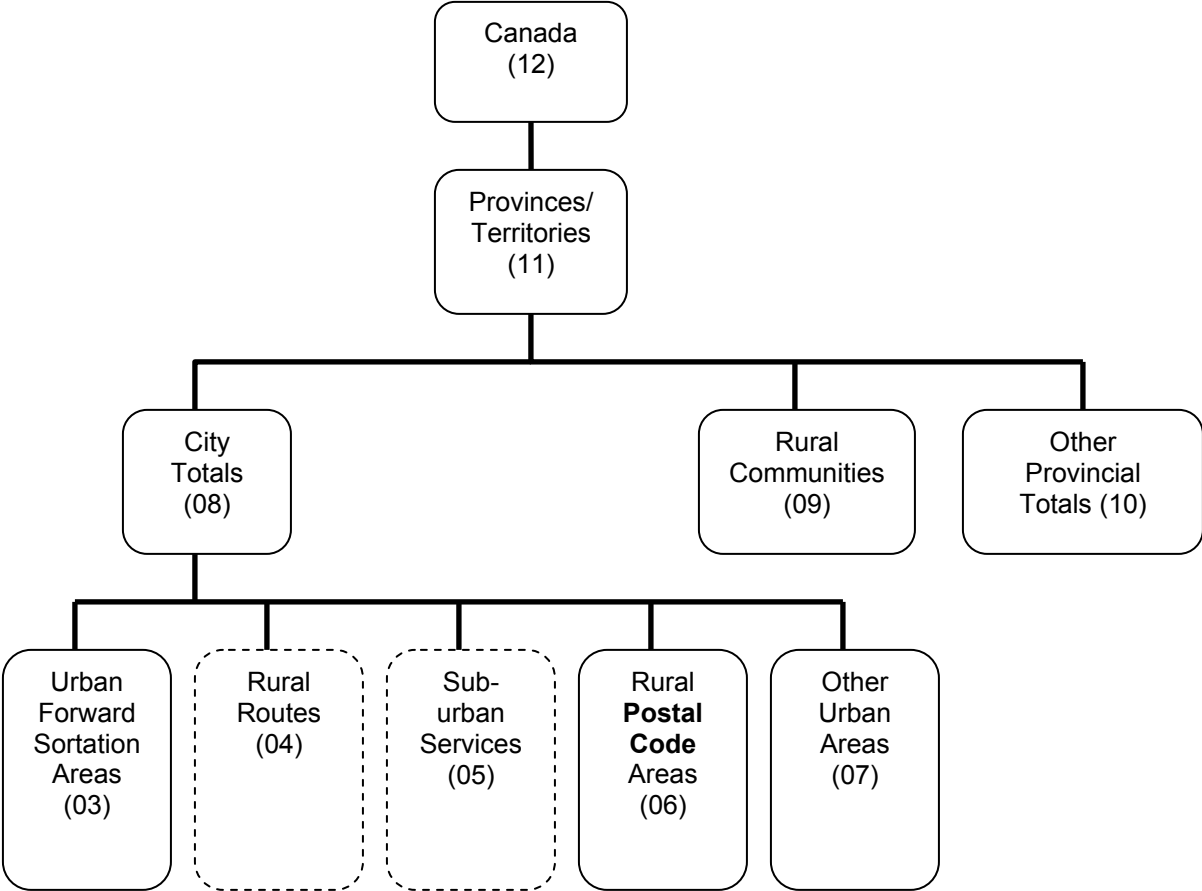 Canada
(12)
Provinces/
Territories
(11)
City
Totals
(08)
Rural
Communities
(09)
Other
Provincial
Totals (10)
Urban
Forward
Sortation
Areas
(03)
Rural
Routes
(04)
Sub-
urban
Services
(05)
Rural
Postal
Code
Areas
(06)
Other
Urban
Areas
(07)